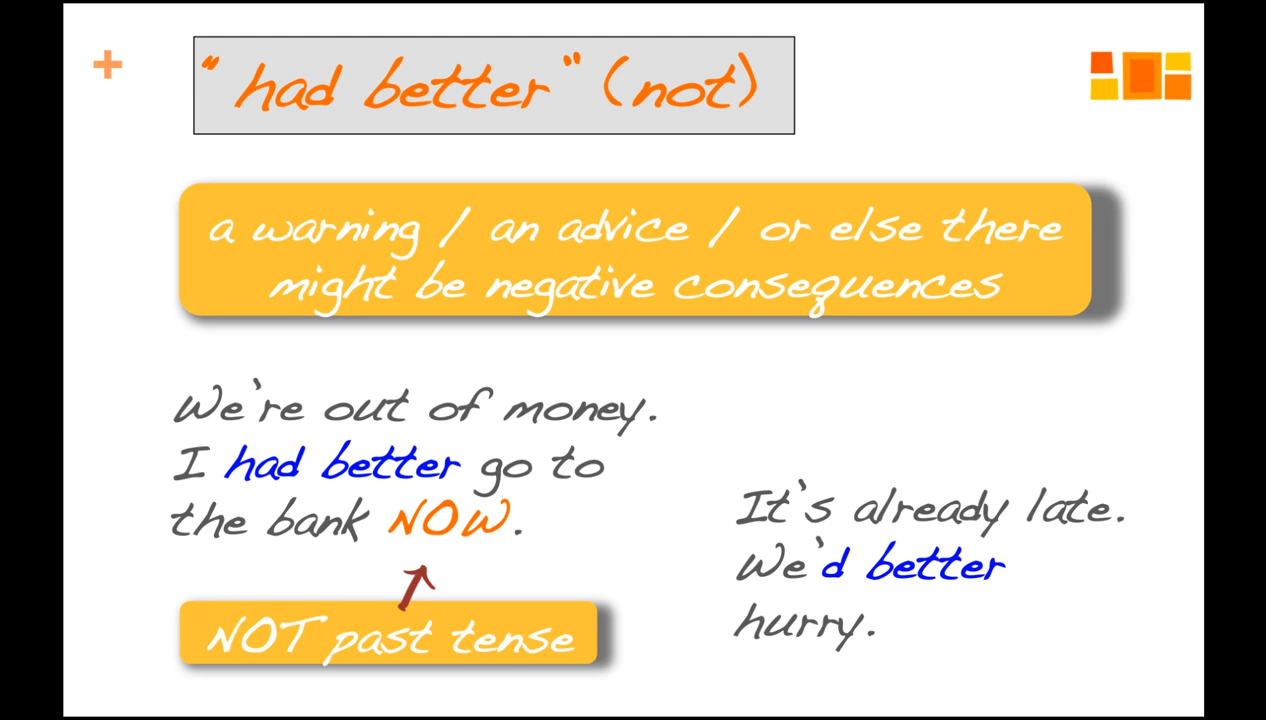 "had better" (not)
a warning / an advice / or else there
might be negative consequences
We're out of money.
I had better go to
the bank NOW.
NOT past tense
It's already late.
We'd better
hurry.